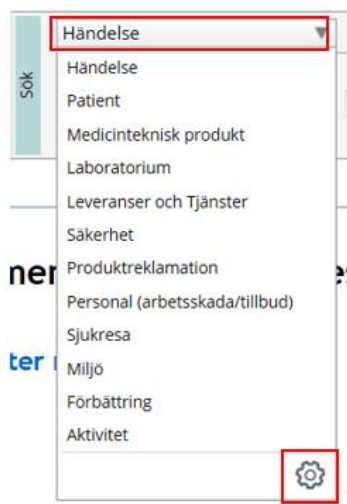 Händelse
Sök
Händelse
Patient
Medicinteknisk produkt
Laboratorium
Leveranser och Tjänster
Säkerhet
Produktreklamation
Personal (arbetsskada/tillbud)
Sjukresa
Miljö
Förbättring
Aktivitet